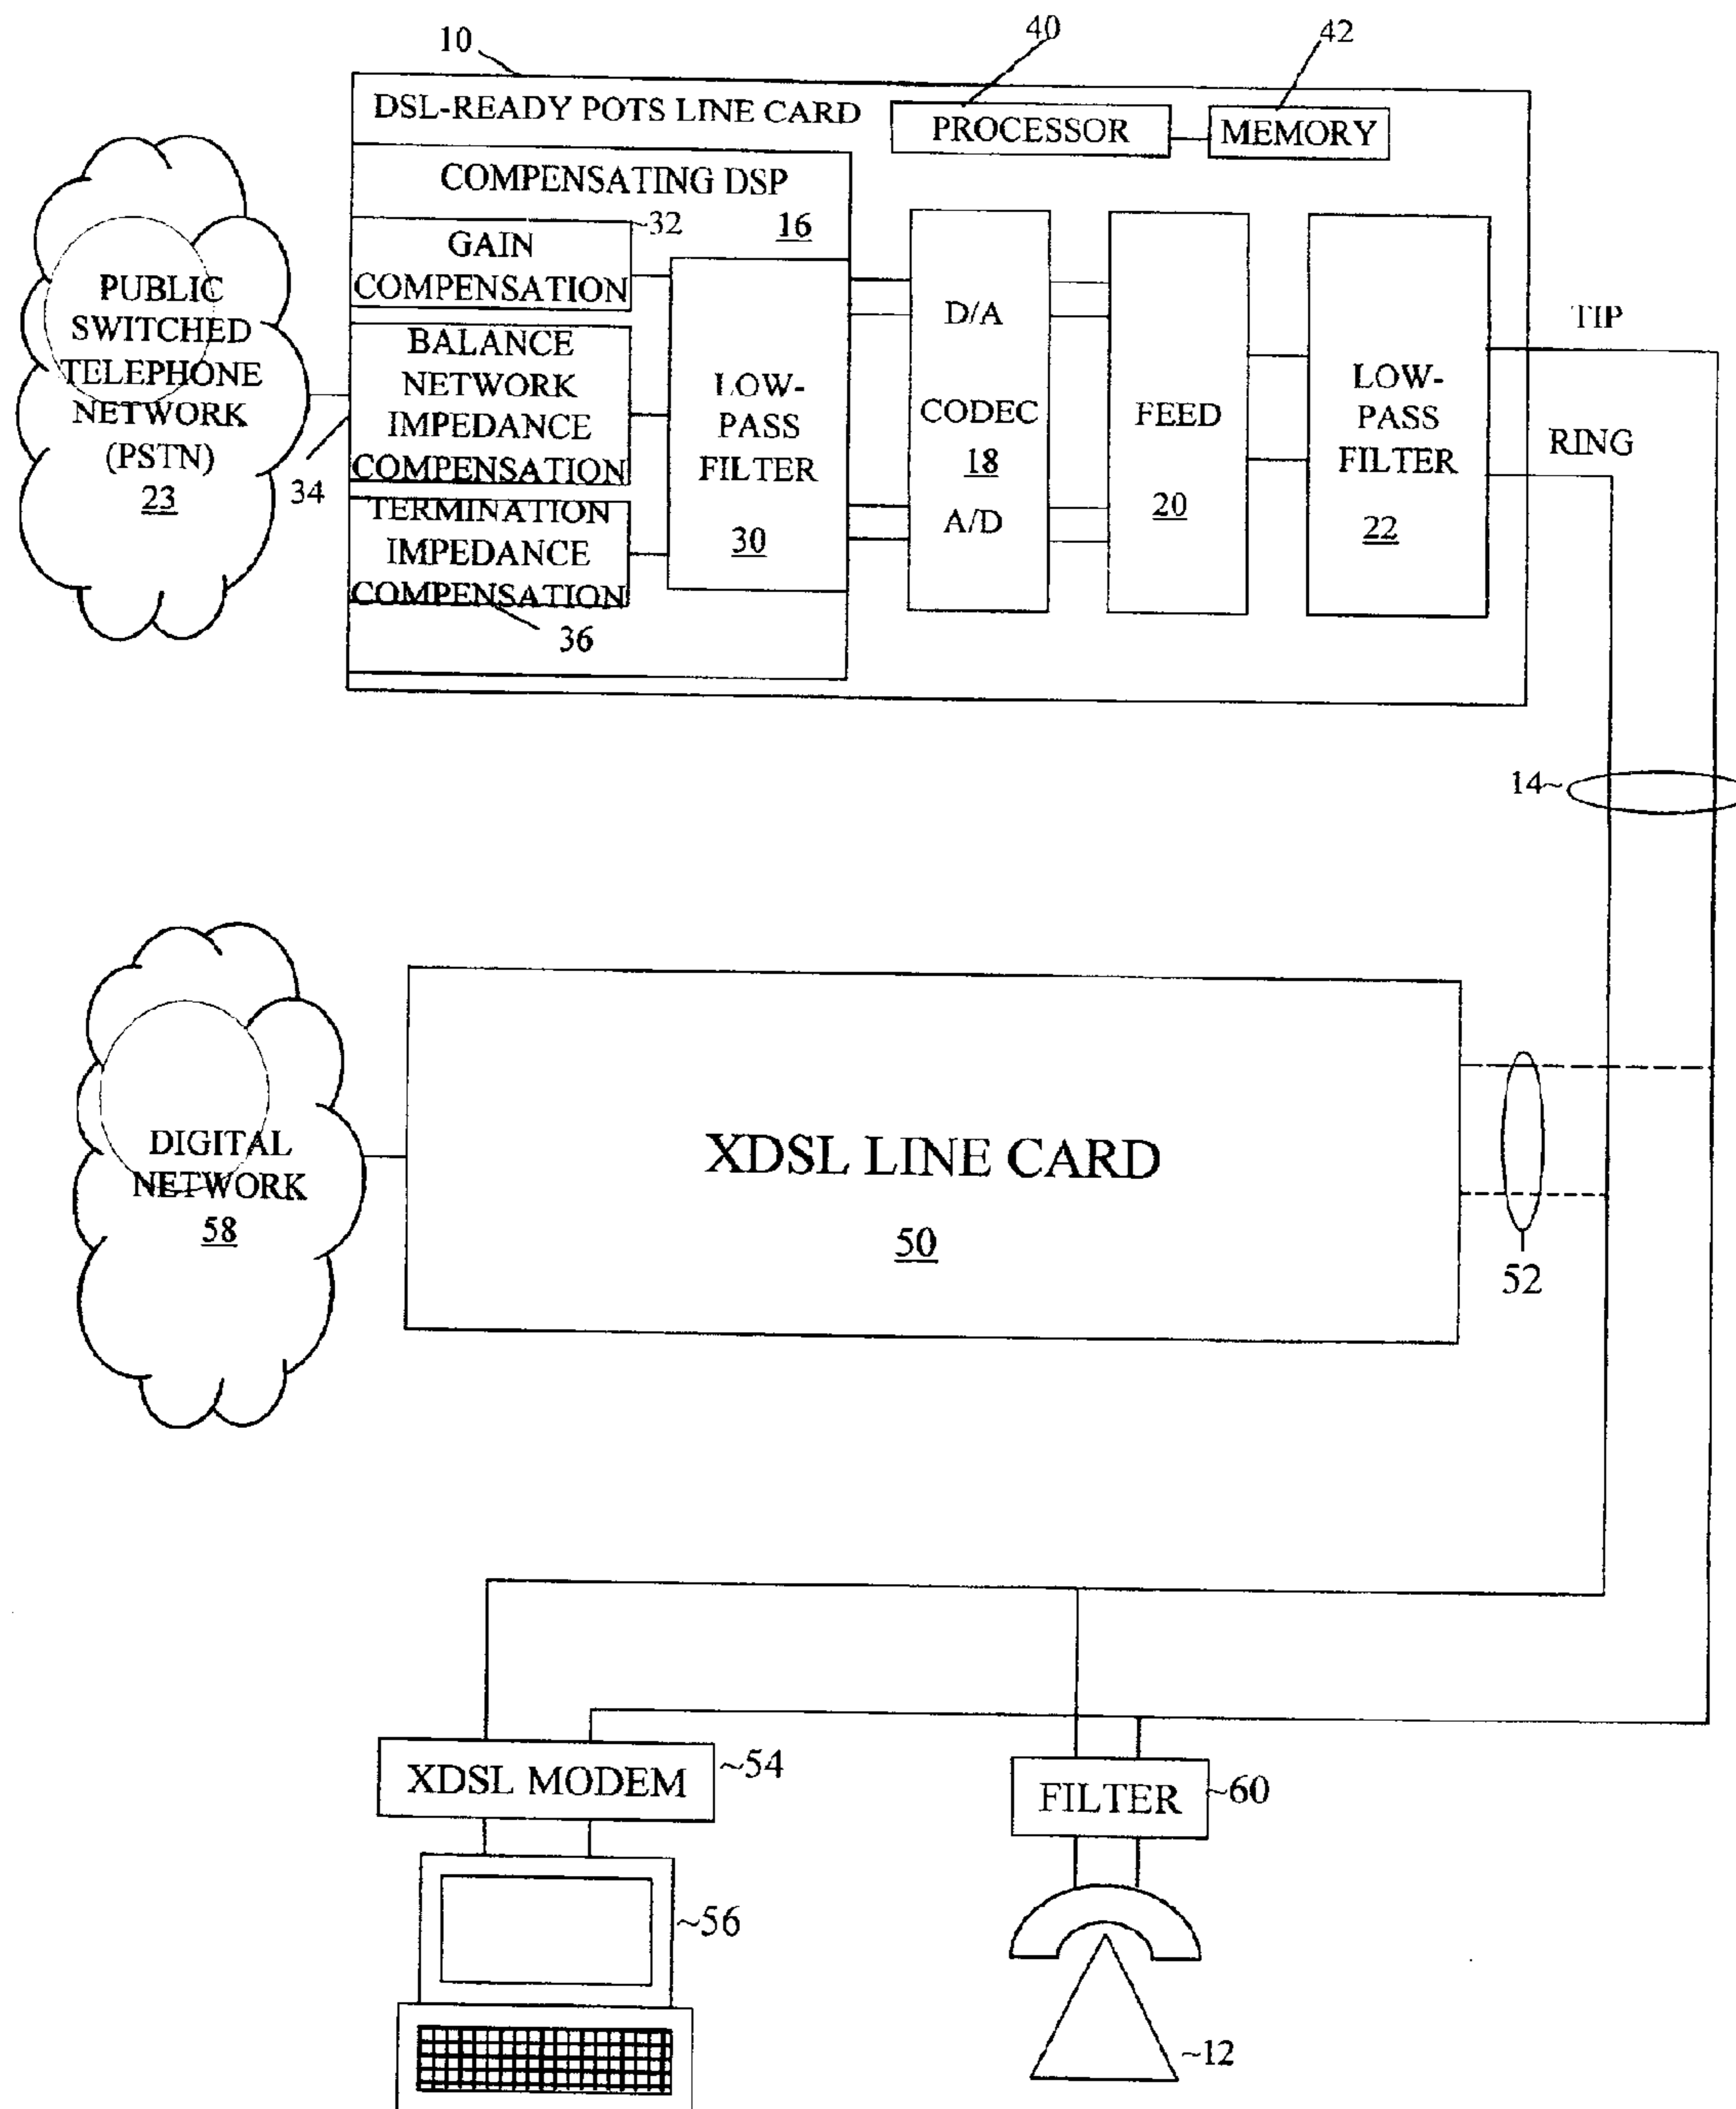 10
40
42
DSL-READY POTS LINE CARD
PROCESSOR
MEMORY
COMPENSATING DSP
16
32
GAIN
COMPENSATION
BALANCE
NETWORK
IMPEDANCE
COMPENSATION
34
TERMINATION
IMPEDANCE
COMPENSATION
36
LOW-
PASS
FILTER
30
D/A
CODEC
18
A/D
FEED
20
LOW-
PASS
FILTER
22
TIP
RING
PUBLIC
SWITCHED
TELEPHONE
NETWORK
(PSTN)
23
14~
DIGITAL
NETWORK
58
XDSL LINE CARD
50
52
XDSL MODEM
~54
FILTER
~60
~56
~12